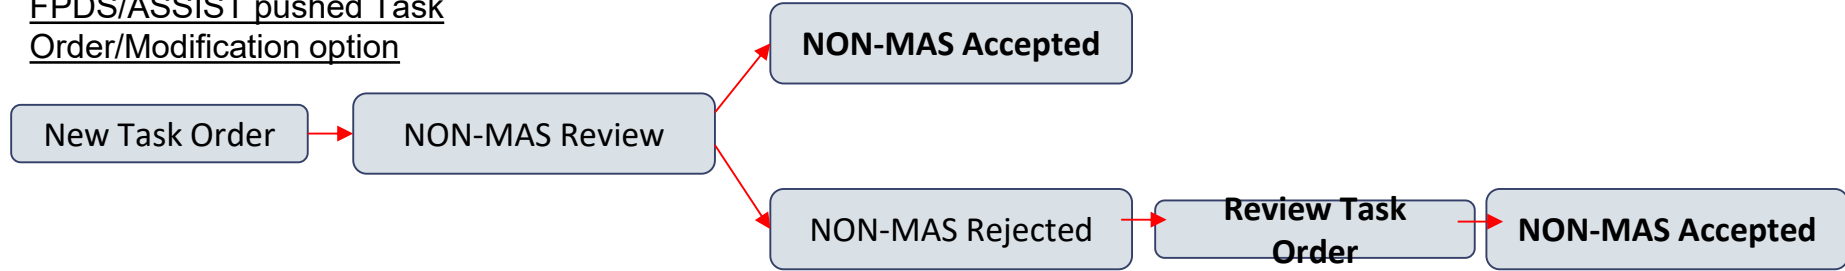 FPDS/ASSIST pushed Task
Order/Modification option
NON-MAS Accepted
New Task Order
NON-MAS Review
NON-MAS Rejected
Review Task
Order
NON-MAS Accepted